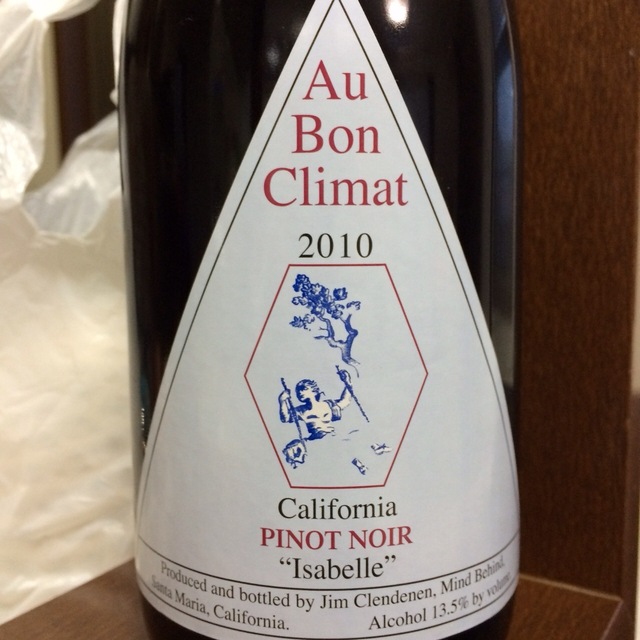 Au
Bon
Climat
2010
California
PINOT NOIR
“Isabelle”
Produced and bottled by Jim Clendenen, Mind Behind,
Santa Maria, California. Alcohol 13.5% by volume